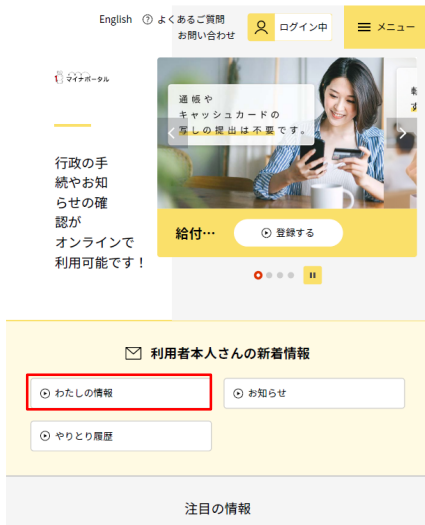 English
よくあるご質問
お問い合わせ
ログイン中
メニュー
マイナポータル
行政の手
続やお知
らせの確
認が
オンラインで
利用可能です！
通帳や
キャッシュカードの
写しの提出は不要です。
給付…
登録する
利用者本人さんの新着情報
わたしの情報
お知らせ
やりとり履歴
注目の情報